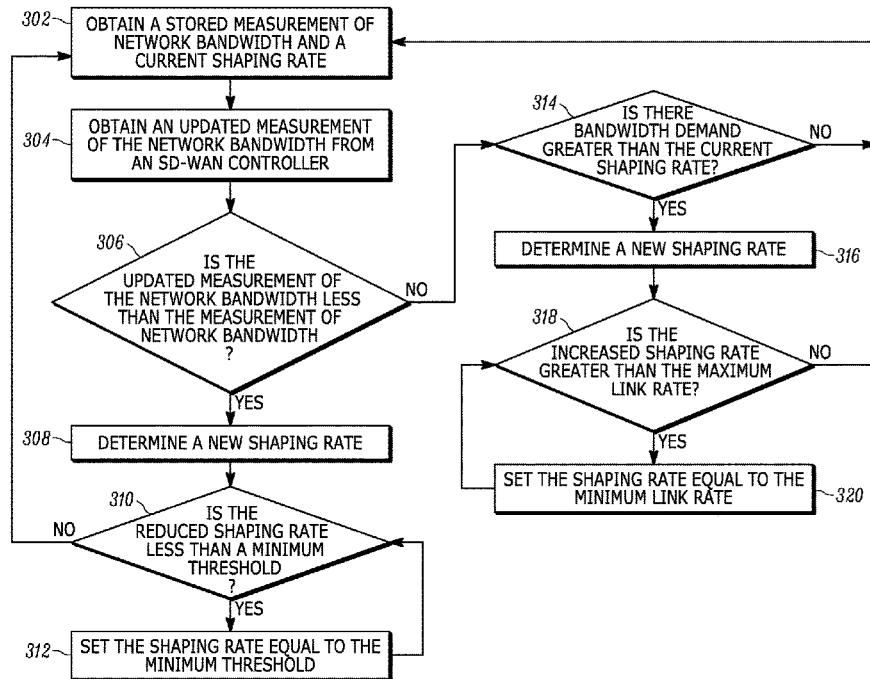 302
OBTAIN A STORED MEASUREMENT OF
NETWORK BANDWIDTH AND A
CURRENT SHAPING RATE
304
OBTAIN AN UPDATED MEASUREMENT
OF THE NETWORK BANDWIDTH FROM
AN SD-WAN CONTROLLER
306
IS THE
UPDATED MEASUREMENT OF
THE NETWORK BANDWIDTH LESS
THAN THE MEASUREMENT OF
NETWORK BANDWIDTH
?
NO
YES
308
DETERMINE A NEW SHAPING RATE
310
IS THE
REDUCED SHAPING RATE
LESS THAN A MINIMUM
THRESHOLD
?
NO
YES
312
SET THE SHAPING RATE EQUAL TO THE
MINIMUM THRESHOLD
314
IS THERE
BANDWIDTH DEMAND
GREATER THAN THE CURRENT
SHAPING RATE?
NO
YES
DETERMINE A NEW SHAPING RATE
316
318
IS THE
INCREASED SHAPING RATE
GREATER THAN THE MAXIMUM
LINK RATE?
NO
YES
SET THE SHAPING RATE EQUAL TO THE
MINIMUM LINK RATE
320